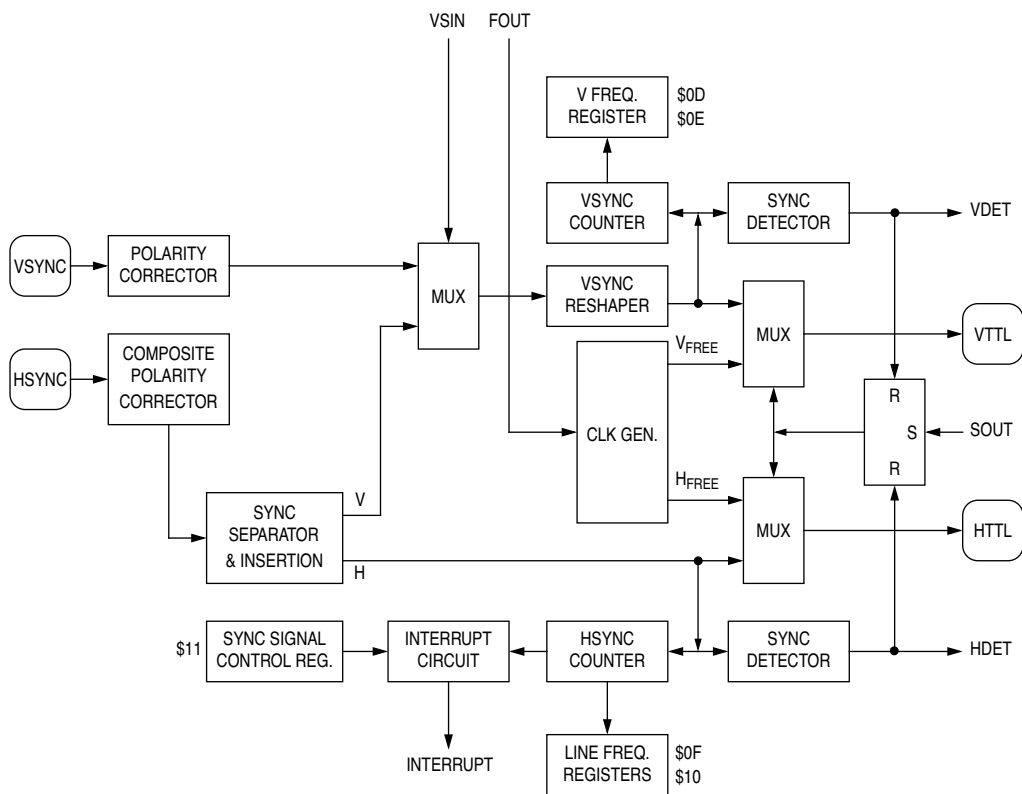 VSIN
FOUT
V FREQ.
REGISTER
$0D
$0E
VSYNC
COUNTER
SYNC
DETECTOR
VDET
VSYNC
POLARITY
CORRECTOR
MUX
VSYNC
RESHAPER
MUX
VTTL
HSYNC
COMPOSITE
POLARITY
CORRECTOR
VFREE
CLK GEN.
R
S
R
SOUT
HFREE
V
SYNC
SEPARATOR
& INSERTION
H
MUX
HTTL
$11
SYNC SIGNAL
CONTROL REG.
INTERRUPT
CIRCUIT
HSYNC
COUNTER
SYNC
DETECTOR
HDET
INTERRUPT
LINE FREQ.
REGISTERS
$0F
$10